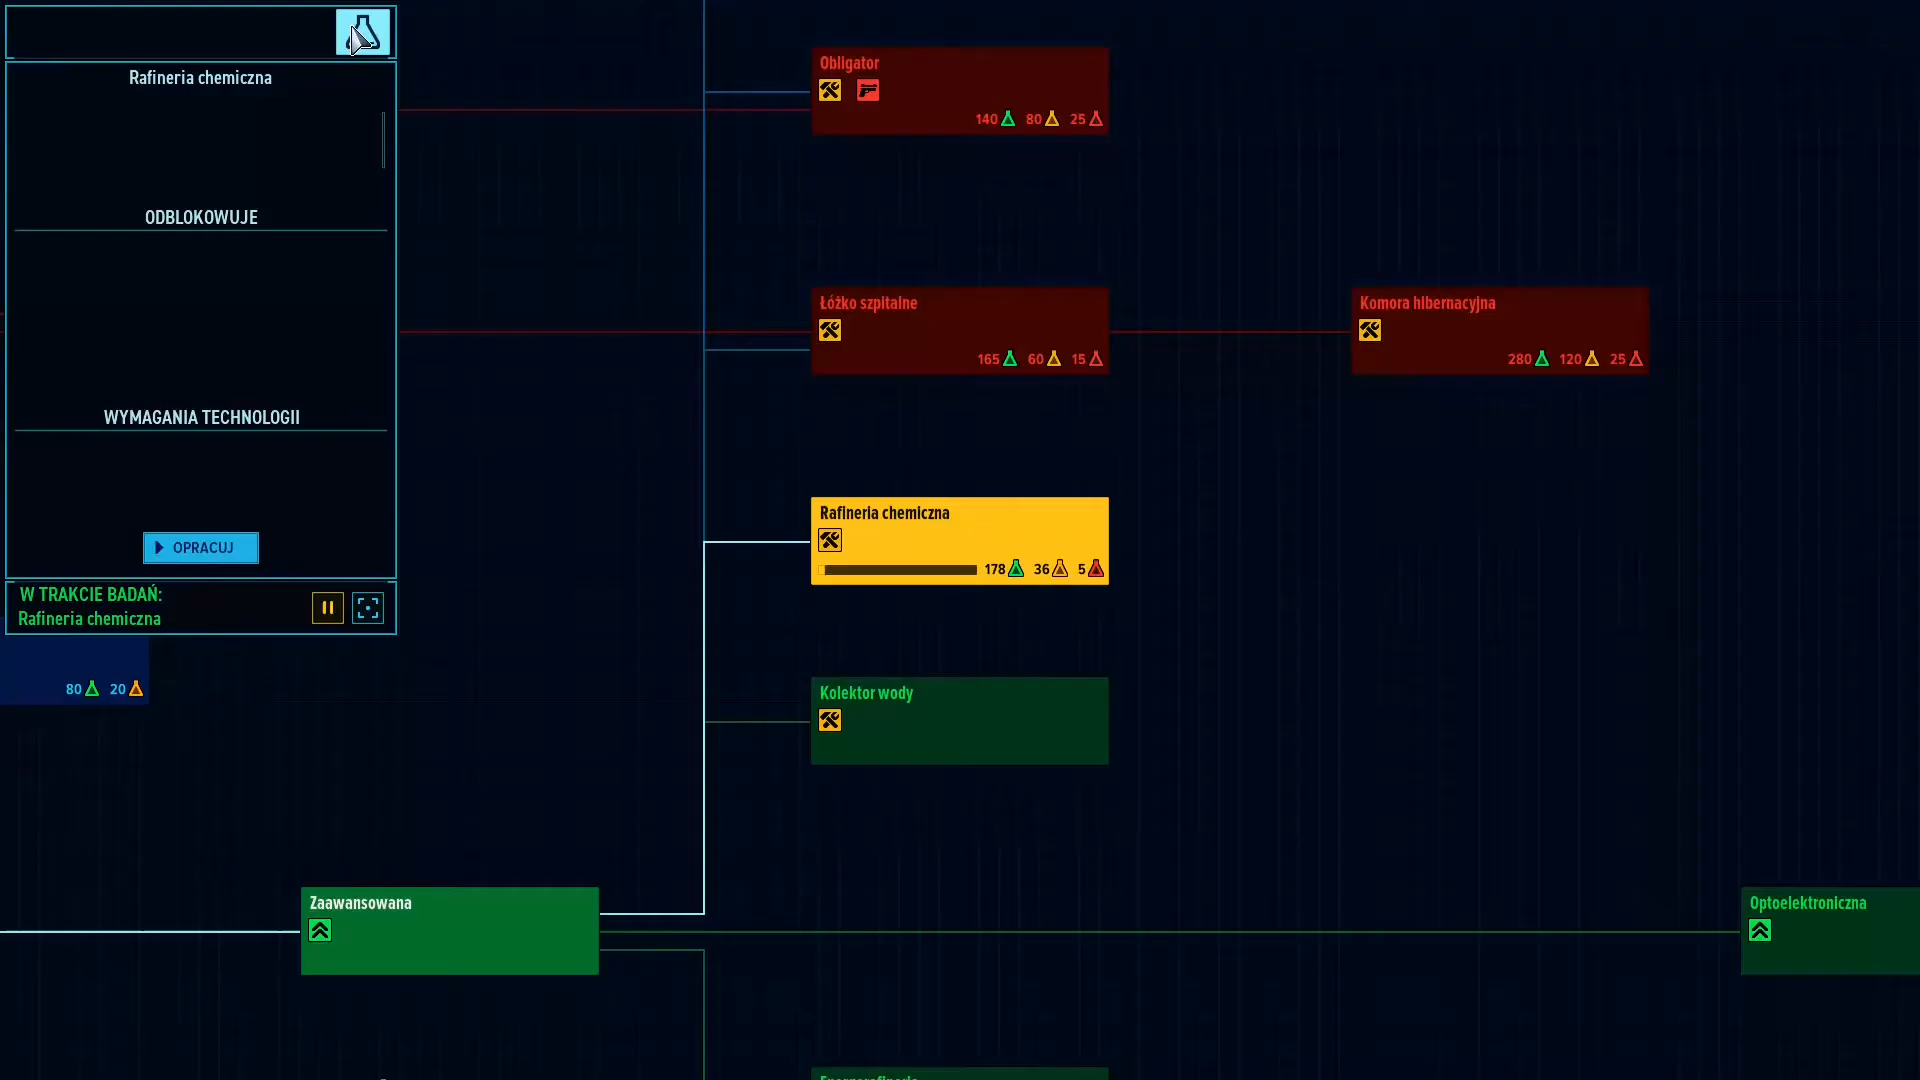 Rafineria chemiczna
ODBLOKOWUJE
WYMAGANIA TECHNOLOGII
OPRACUJ
W TRAKCIE BADAŃ:
Rafineria chemiczna
80 20
Obligator
140 80 25
Łóżko szpitalne
165 60 15
Komora hibernacyjna
280 120 25
Rafineria chemiczna
178 36 5
Kolektor wody
Zaawansowana
Optoelektroniczna